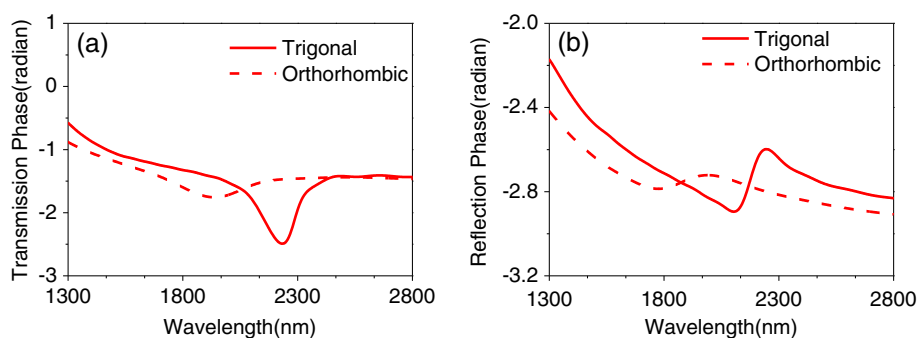 (a)
Trigonal
Orthorhombic
Transmission Phase(radian)
1
0
-1
-2
-3
1300 1800 2300 2800
Wavelength(nm)
(b)
Trigonal
Orthorhombic
Reflection Phase(radian)
-2.0
-2.4
-2.8
-3.2
1300 1800 2300 2800
Wavelength(nm)